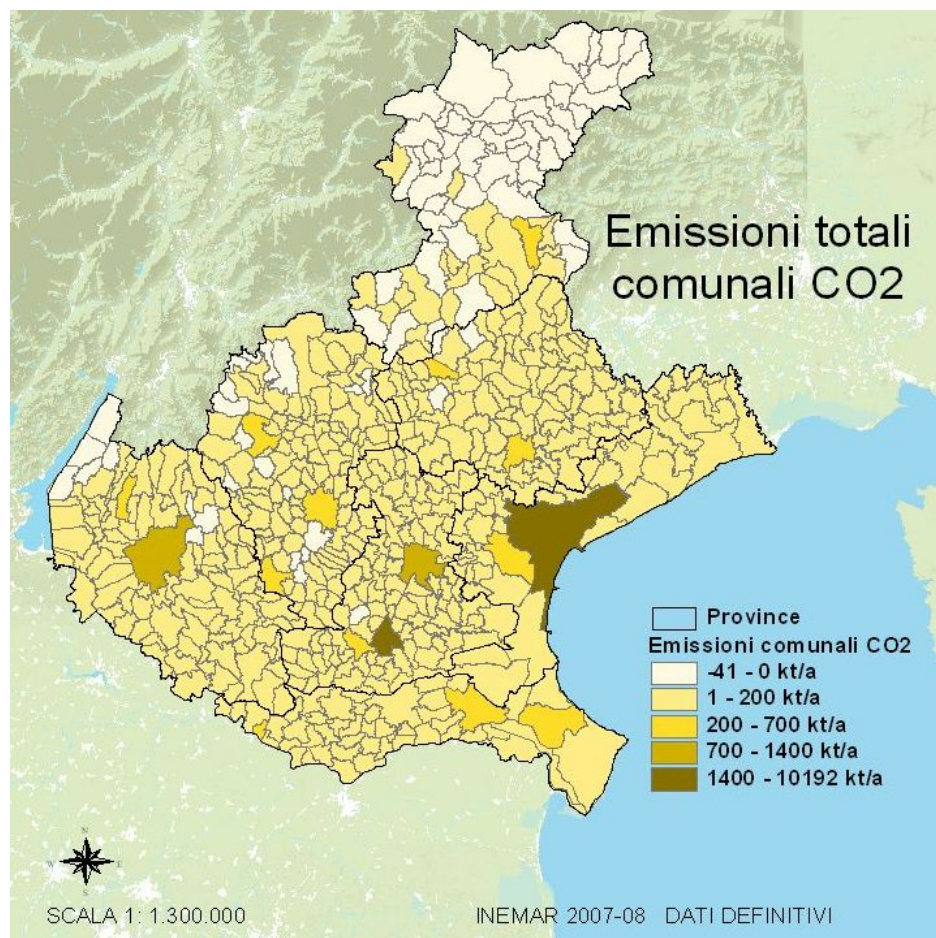 Emissioni totali
comunali CO2
Province
Emissioni comunali CO2
-41 - 0 kt/a
1 - 200 kt/a
200 - 700 kt/a
700 - 1400 kt/a
1400 - 10192 kt/a
N
W E
S
SCALA 1: 1.300.000
INEMAR 2007-08 DATI DEFINITIVI